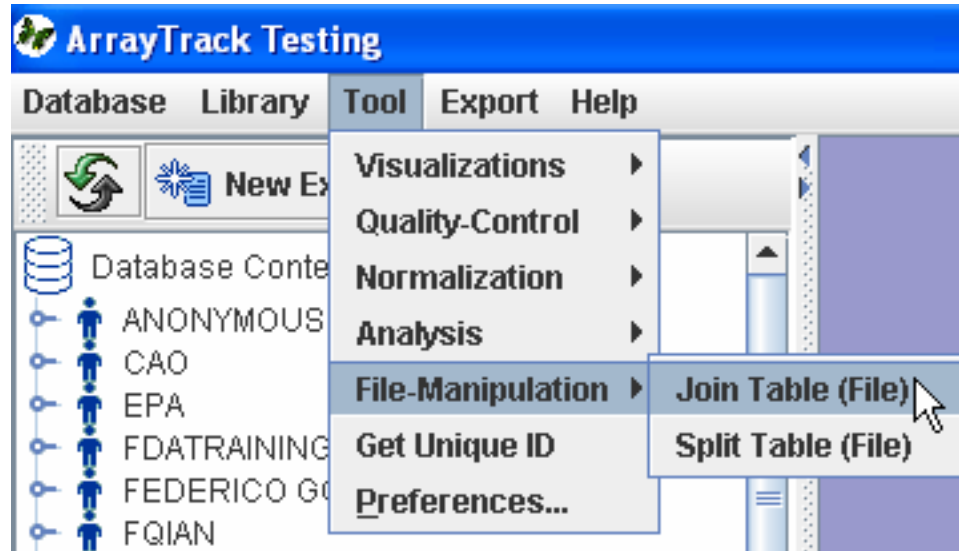 ArrayTrack Testing
Database Library Tool Export Help
New Ex
Visualizations
Quality-Control
Normalization
Analysis
File-Manipulation
Get Unique ID
Preferences...
Join Table (File)
Split Table (File)
Database Conte
ANONYMOUS
CAO
EPA
FDATRAINING
FEDERICO GO
FQIAN